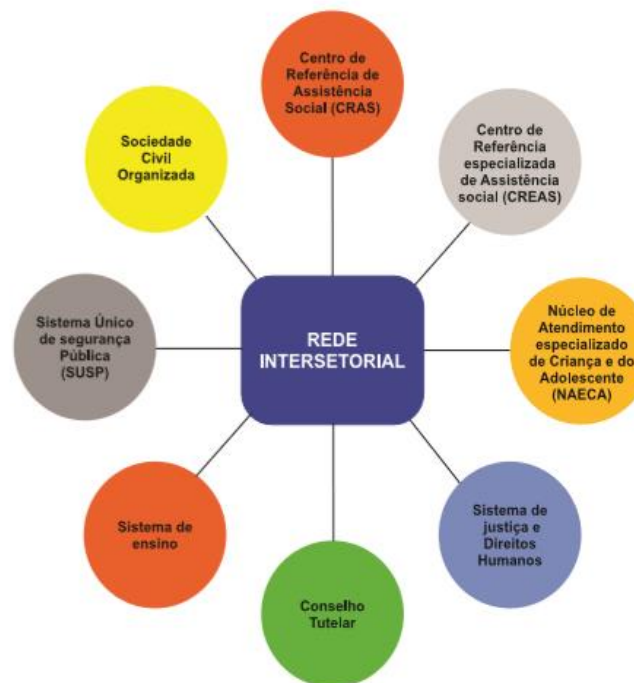 Centro de
Referência de
Assistência
Social (CRAS)
Centro de
Referência
especializada
de Assistência
social (CREAS)
Núcleo de
Atendimento
especializado
de Criança e do
Adolescente
(NAECA)
Sistema de
justiça e
Direitos
Humanos
Conselho
Tutelar
Sistema de
ensino
Sistema Único
de segurança
Pública
(SUSP)
Sociedade
Civil
Organizada
REDE
INTERSETORIAL